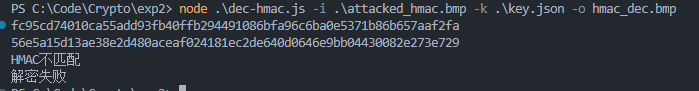 PS C:\Code\Crypto\exp2> node .\dec-hmac.js -i .\attacked_hmac.bmp -k .\key.json -o hmac_dec.bmp
fc95cd74010ca55add93fb40ffb294491086bfa96c6ba0e5371b86b657aaf2fa
56e5a15d13ae38e2d480aceaf024181ec2de640d0646e9bb04430082e273e729
HMAC不匹配
解密失败